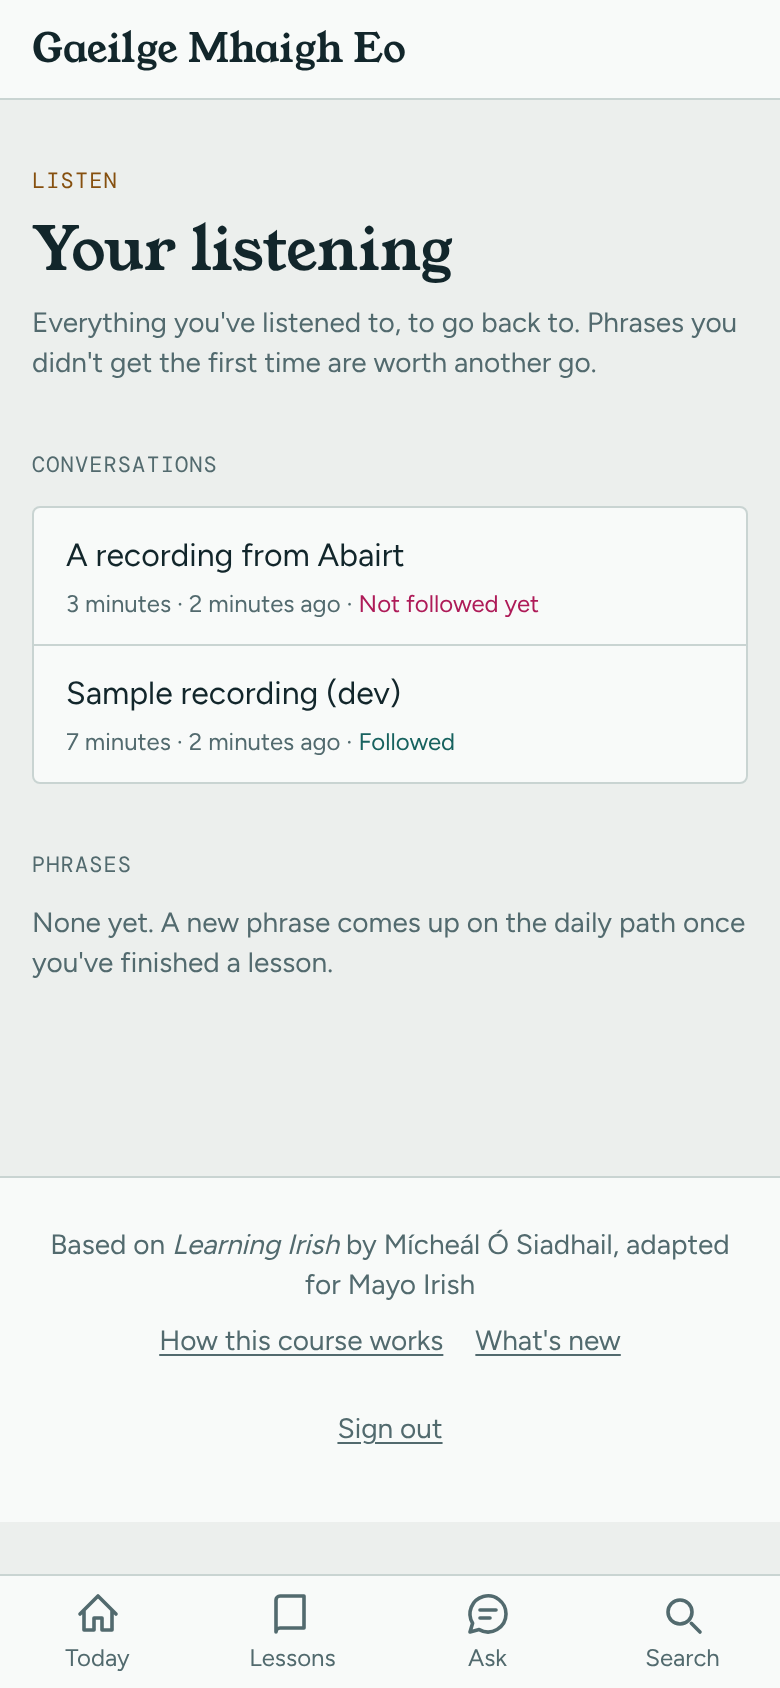 Gaeilge Mhaigh Eo
LISTEN
Your listening
Everything you've listened to, to go back to. Phrases you
didn't get the first time are worth another go.
CONVERSATIONS
A recording from Abairt
3 minutes · 2 minutes ago · Not followed yet
Sample recording (dev)
7 minutes · 2 minutes ago · Followed
PHRASES
None yet. A new phrase comes up on the daily path once
you've finished a lesson.
Based on Learning Irish by Mícheál Ó Siadhail, adapted
for Mayo Irish
How this course works What's new
Sign out
Today Lessons Ask Search